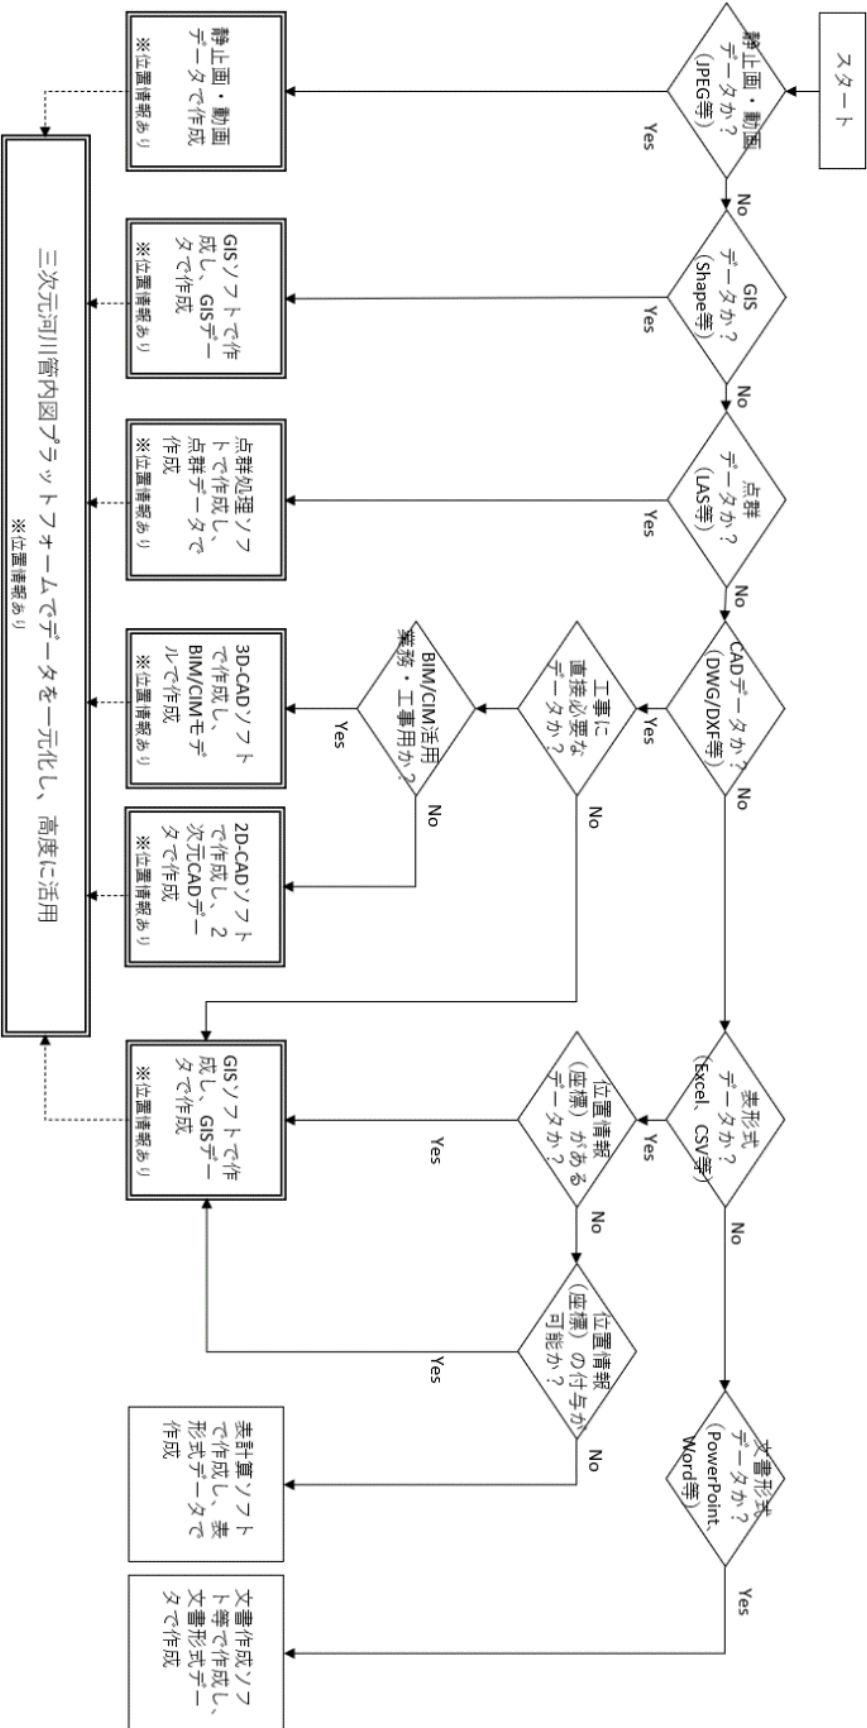 スタート
静止画・動画
データか？
（JPEG等）
Yes
No
GIS
データか？
（Shape等）
Yes
No
点群
データか？
（LAS等）
Yes
No
CADデータか？
（DWG/DXF等）
Yes
No
表形式
データか？
（Excel、CSV等）
Yes
No
文書形式
データか？
（PowerPoint、
Word等）
Yes
工事に
直接必要な
データか？
No
BIM/CIM活用
業務・工事用か？
Yes
No
位置情報
（座標）がある
データか？
Yes
No
位置情報
（座標）の付与が
可能か？
Yes
No
静止画・動画
データで作成
※位置情報あり
GISソフトで作
成し、GISデー
タで作成
※位置情報あり
点群処理ソフ
トで作成し、
点群データで
作成
※位置情報あり
3D-CADソフト
で作成し、
BIM/CIMモデ
ルで作成
※位置情報あり
2D-CADソフト
で作成し、２
次元CADデー
タで作成
※位置情報あり
GISソフトで作
成し、GISデー
タで作成
※位置情報あり
表計算ソフト
で作成し、表
形式データで
作成
文書作成ソフ
ト等で作成し、
文書形式デー
タで作成
三次元河川管内図プラットフォームでデータを一元化し、高度に活用
※位置情報あり